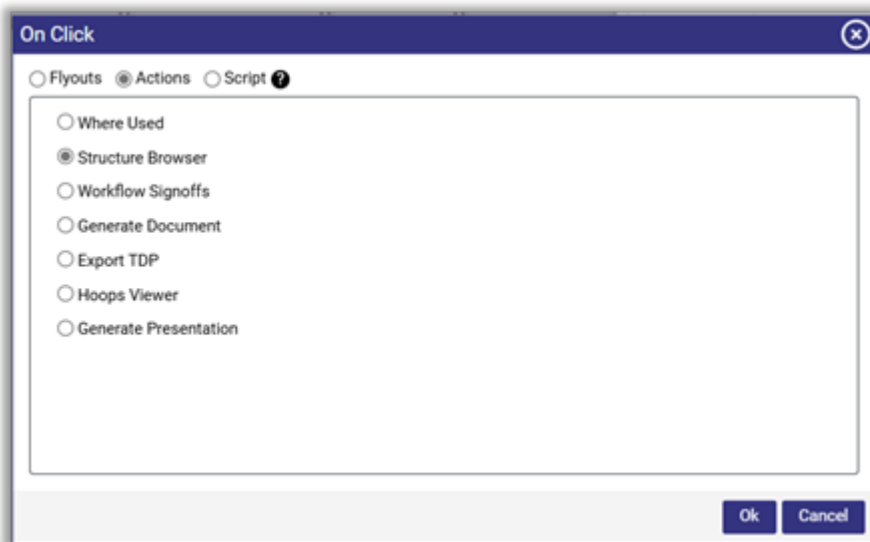 On Click
Flyouts Actions Script ?
Where Used
Structure Browser
Workflow Signoffs
Generate Document
Export TDP
Hoops Viewer
Generate Presentation
Ok Cancel